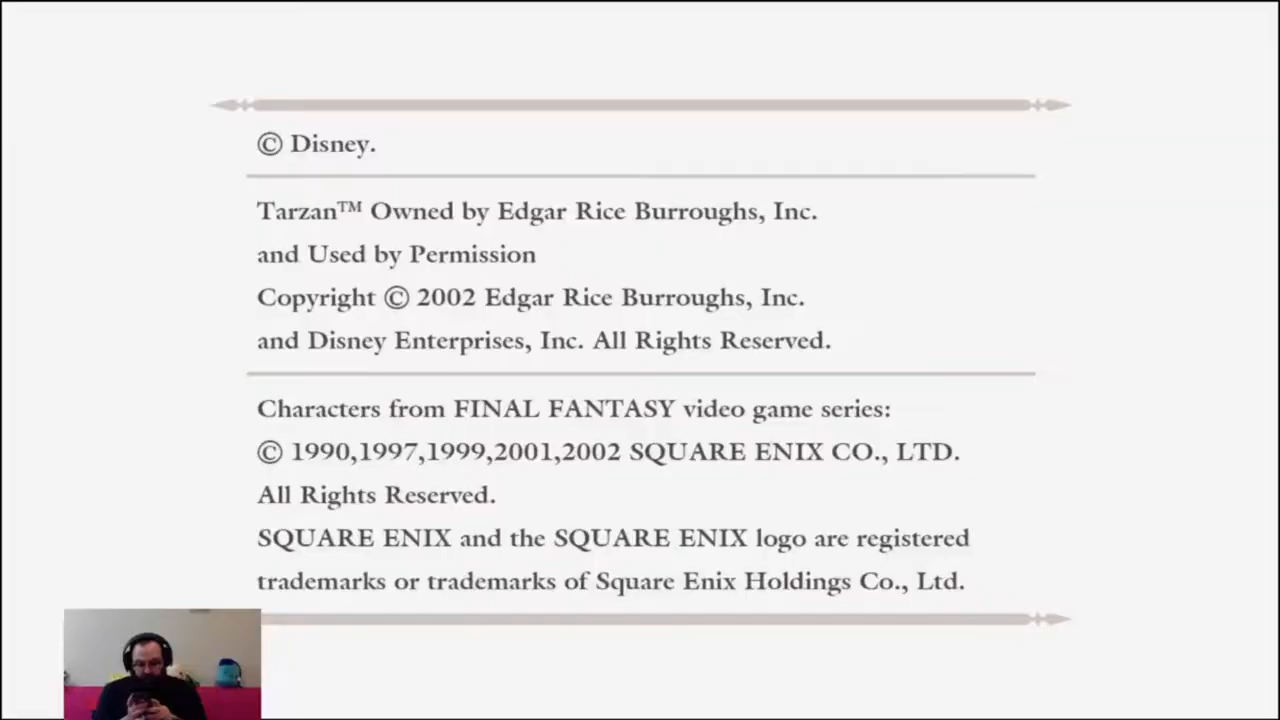 © Disney.
Tarzan™ Owned by Edgar Rice Burroughs, Inc.
and Used by Permission
Copyright © 2002 Edgar Rice Burroughs, Inc.
and Disney Enterprises, Inc. All Rights Reserved.
Characters from FINAL FANTASY video game series:
© 1990,1997,1999,2001,2002 SQUARE ENIX CO., LTD.
All Rights Reserved.
SQUARE ENIX and the SQUARE ENIX logo are registered
trademarks or trademarks of Square Enix Holdings Co., Ltd.